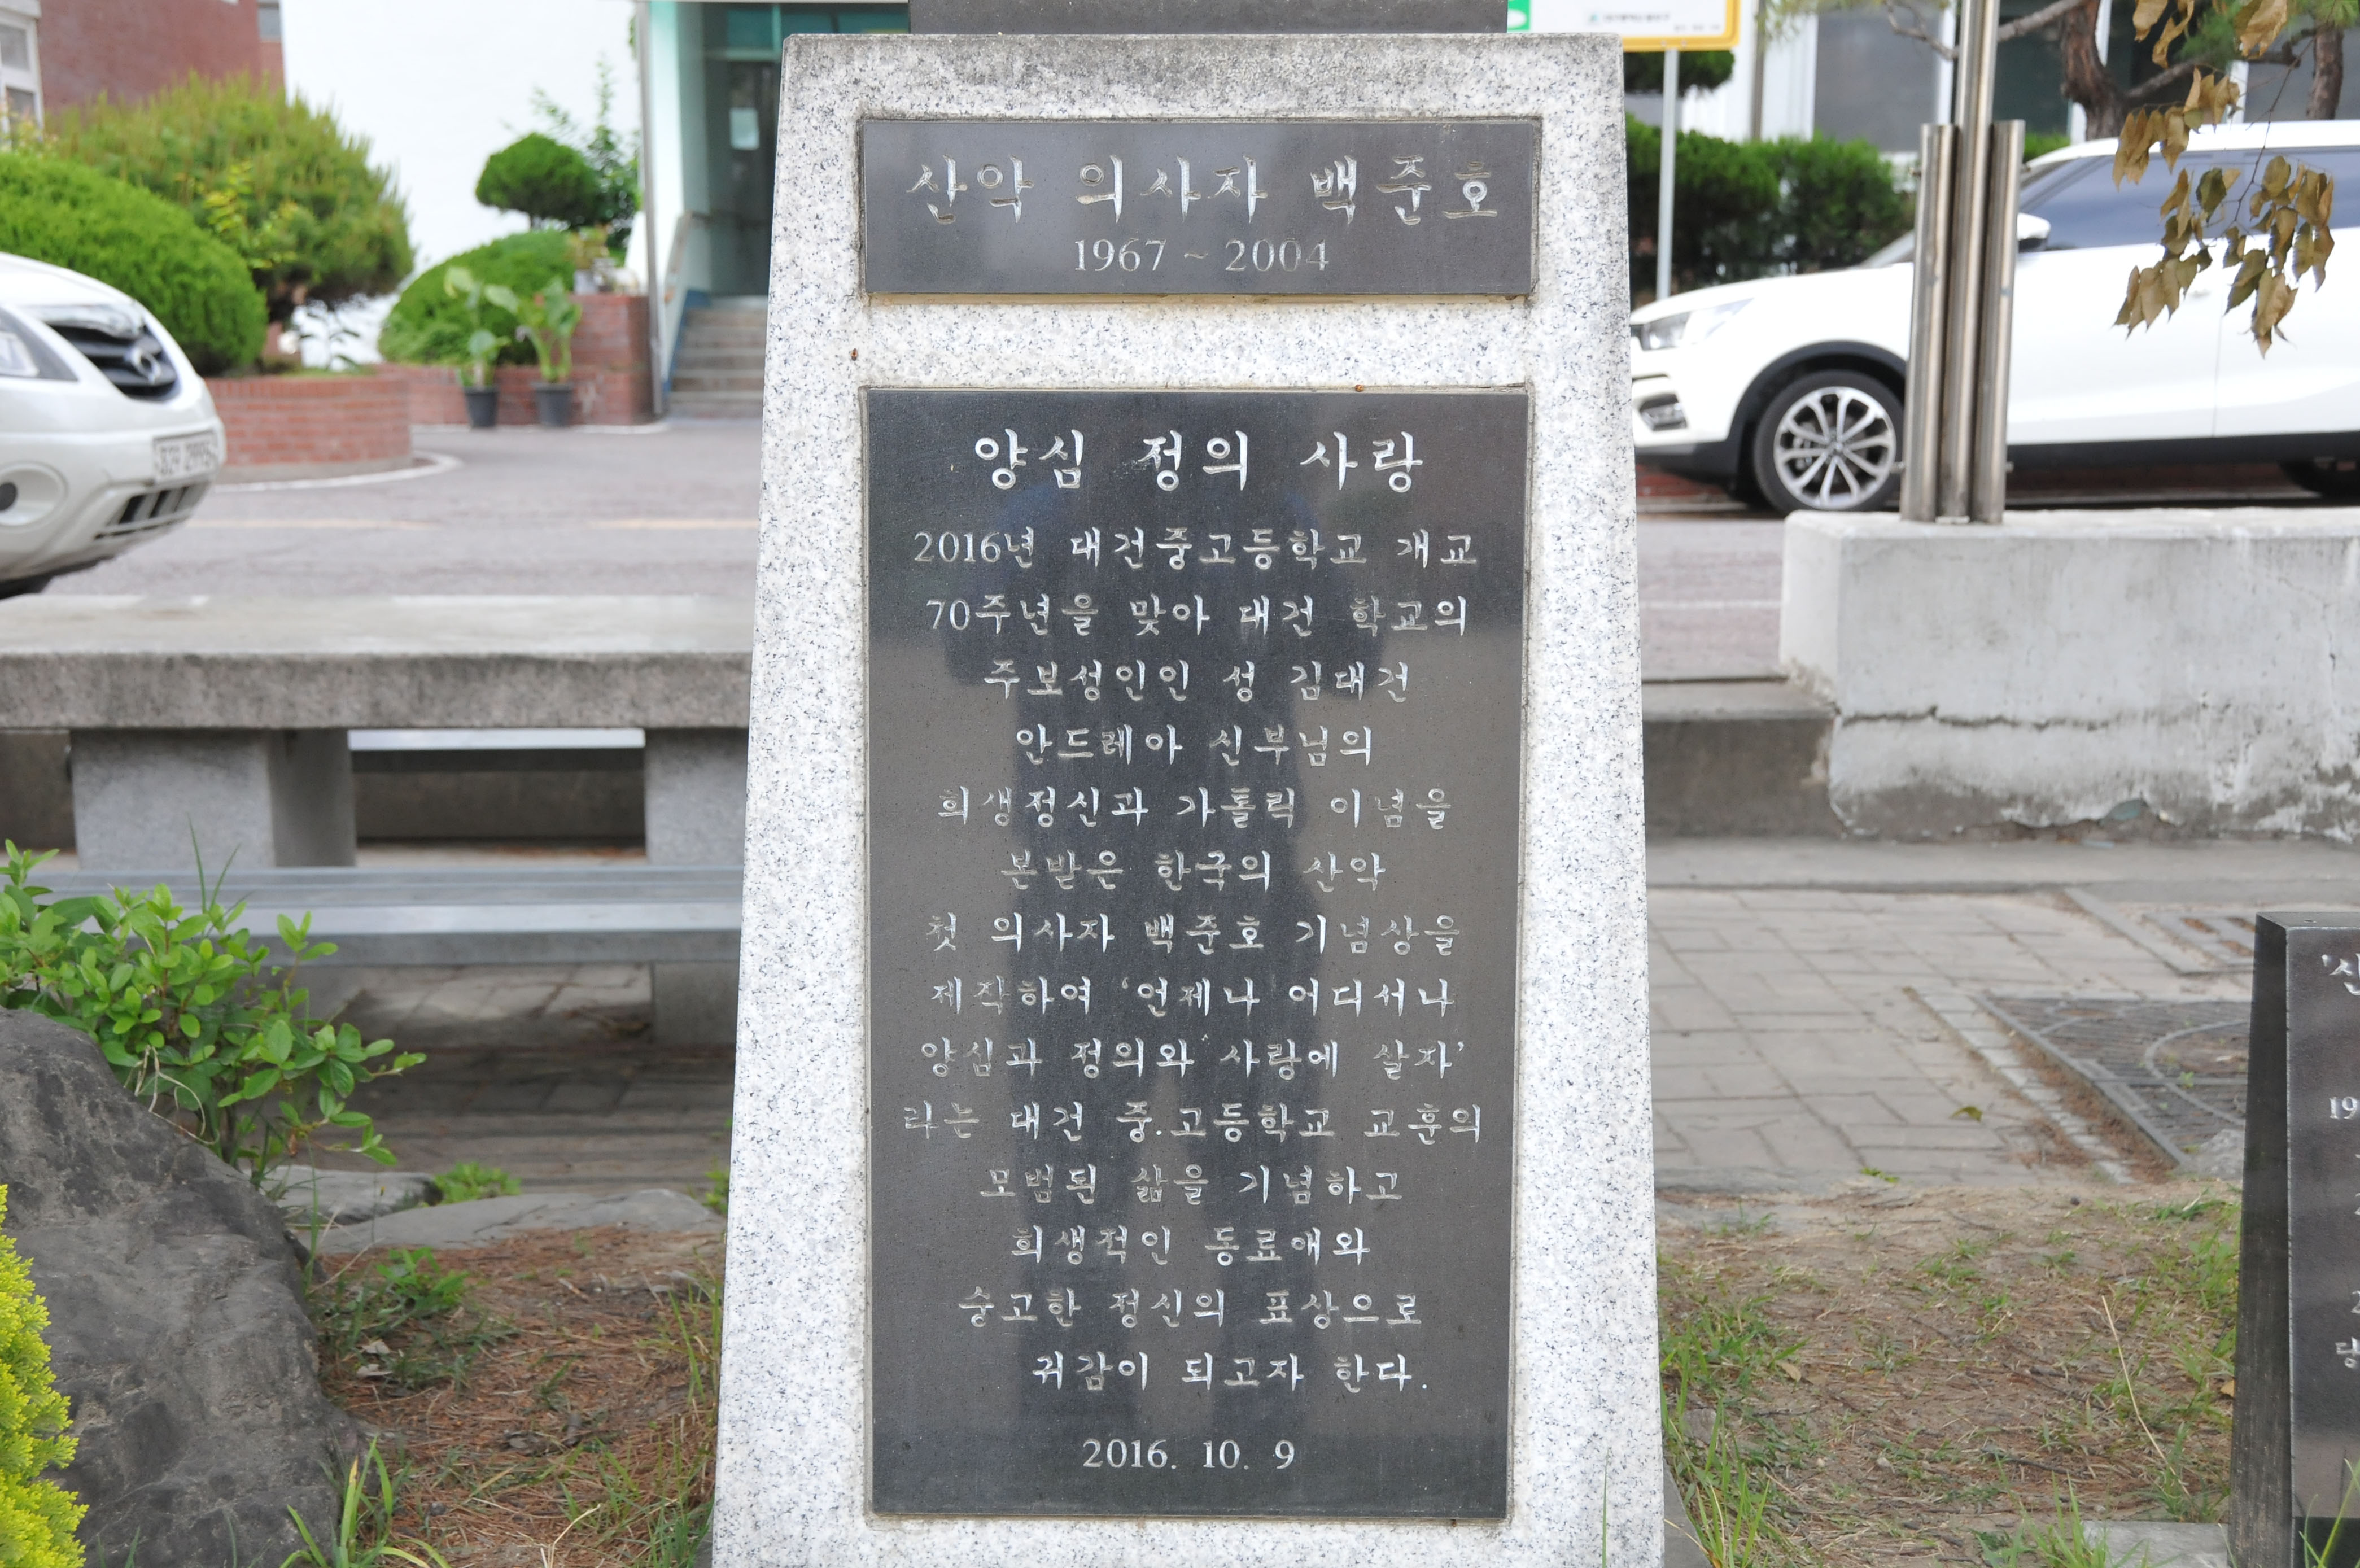 산악 의사자 백준호
1967 ~ 2004
양심 정의 사랑
2016년 대건중고등학교 개교
70주년을 맞아 대건 학교의
주보성인인 성 김대건
안드레아 신부님의
희생정신과 가톨릭 이념을
본받은 한국의 산악
첫 의사자 백준호 기념상을
제작하여 '언제나 어디서나
양심과 정의와 사랑에 살자'
라는 대건 중.고등학교 교훈의
모범된 삶을 기념하고
희생적인 동료애와
숭고한 정신의 표상으로
귀감이 되고자 한다.
2016. 10. 9
'산
19
당